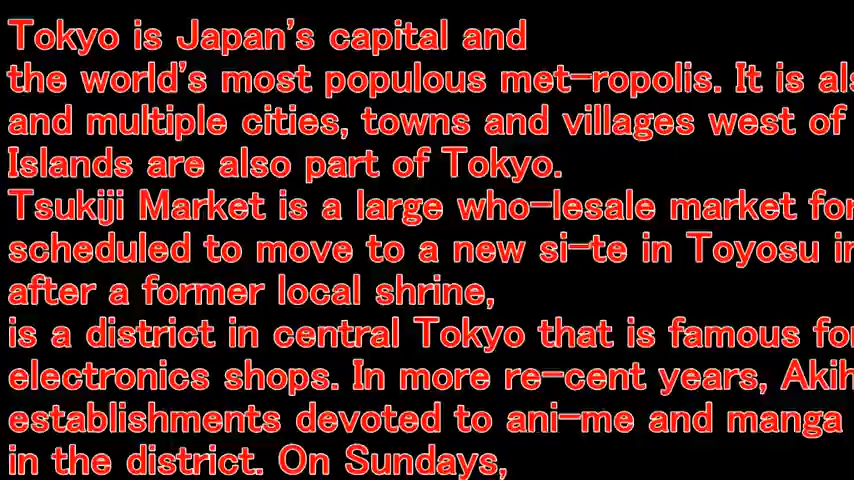 Tokyo is Japan's capital and
the world's most populous met-ropolis. It is
and multiple cities, towns and villages west of
Islands are also part of Tokyo.
Tsukiji Market is a large who-lesale market
scheduled to move to a new si-te in Toyosu
after a former local shrine,
is a district in central Tokyo that is famous
electronics shops. In more re-cent years,
establishments devoted to ani-me and manga
in the district. On Sundays,